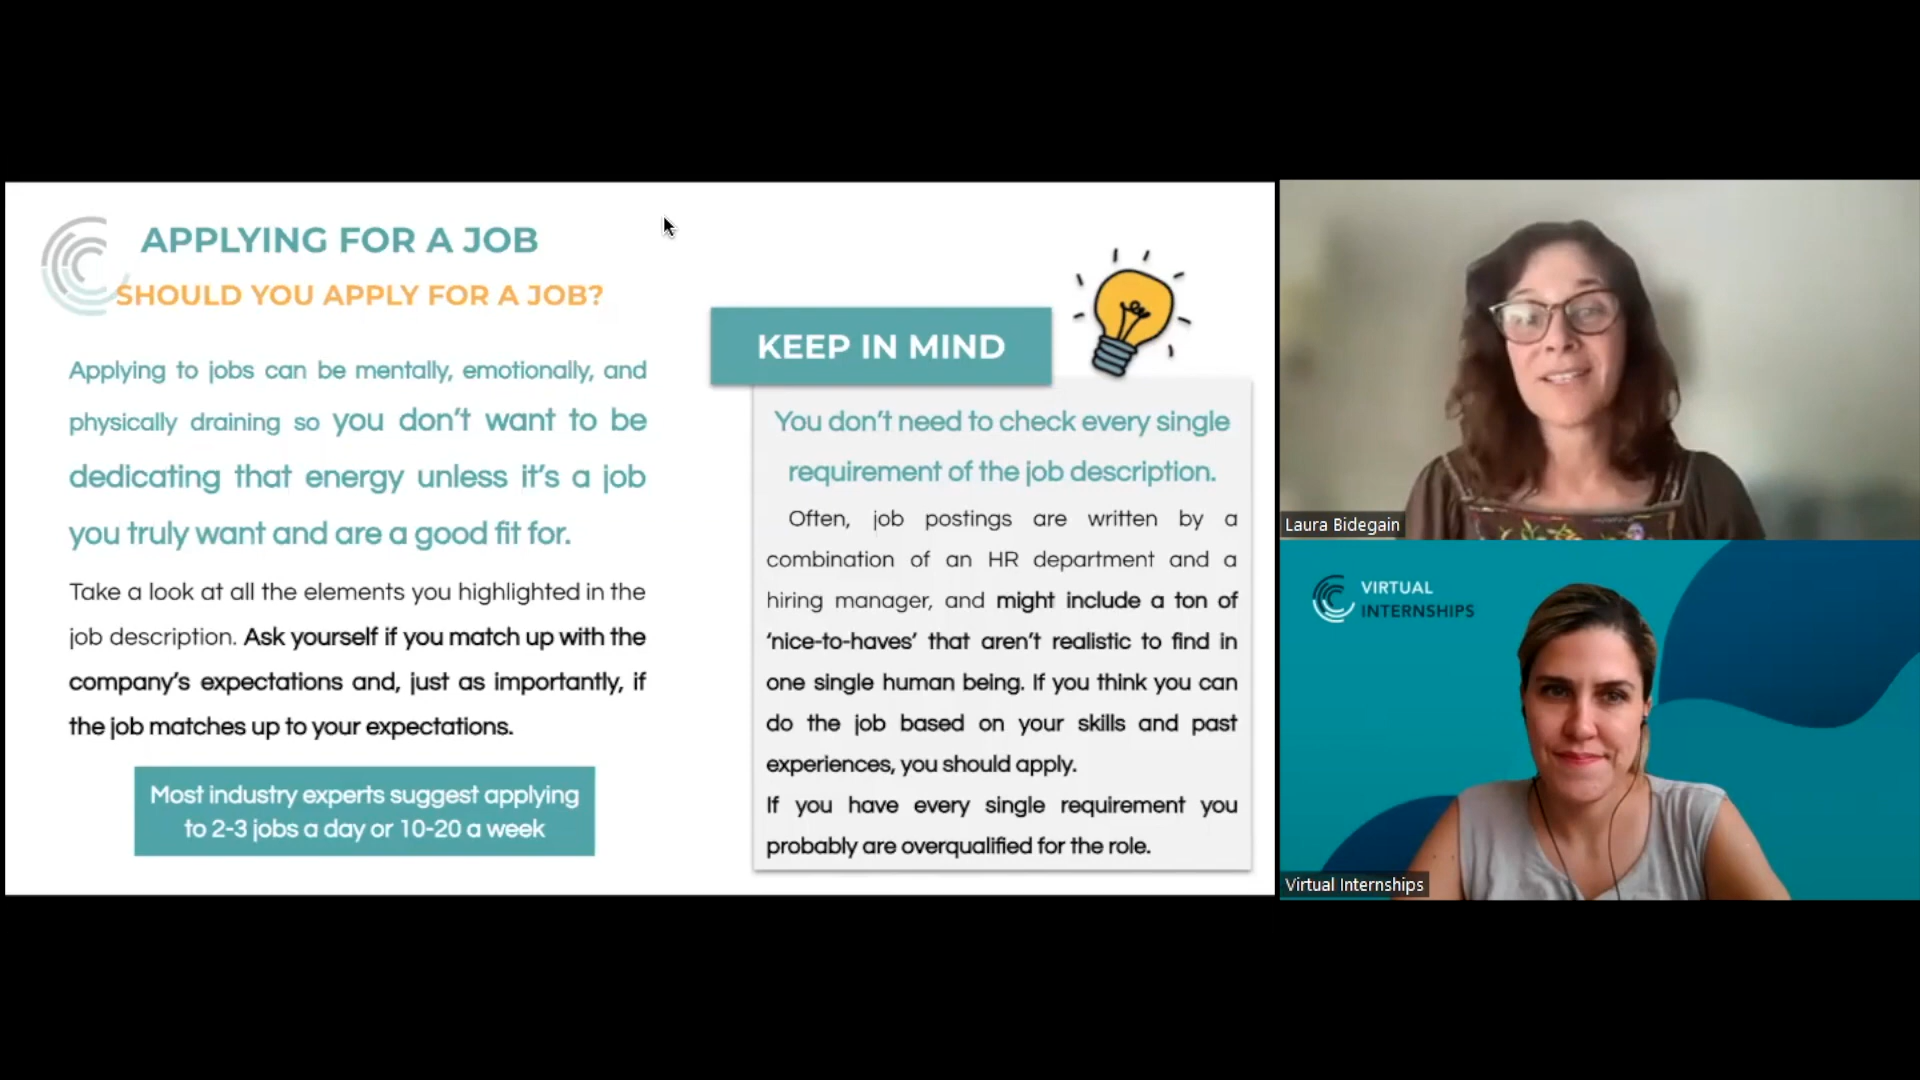 APPLYING FOR A JOB
SHOULD YOU APPLY FOR A JOB?
Applying to jobs can be mentally, emotionally, and
physically draining so you don't want to be
dedicating that energy unless it's a job
you truly want and are a good fit for.
Take a look at all the elements you highlighted in the
job description. Ask yourself if you match up with the
company's expectations and, just as importantly, if
the job matches up to your expectations.
Most industry experts suggest applying
to 2-3 jobs a day or 10-20 a week
KEEP IN MIND
You don't need to check every single
requirement of the job description.
Often, job postings are written by a
combination of an HR department and a
hiring manager, and might include a ton of
'nice-to-haves' that aren't realistic to find in
one single human being. If you think you can
do the job based on your skills and past
experiences, you should apply.
If you have every single requirement you
probably are overqualified for the role.
Laura Bidegain
VIRTUAL
INTERNSHIPS
Virtual Internships